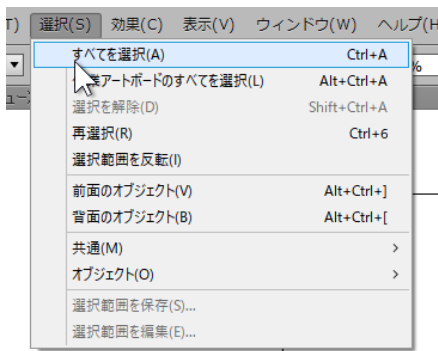 T) 選択(S) 効果(C) 表示(V) ウィンドウ(W) ヘルプ(H
すべてを選択(A) Ctrl+A
%
アートボードのすべてを選択(L) Alt+Ctrl+A
選択を解除(D) Shift+Ctrl+A
再選択(R) Ctrl+6
選択範囲を反転(I)
前面のオブジェクト(V) Alt+Ctrl+]
背面のオブジェクト(B) Alt+Ctrl+[
共通(M)
オブジェクト(O)
選択範囲を保存(S)...
選択範囲を編集(E)...